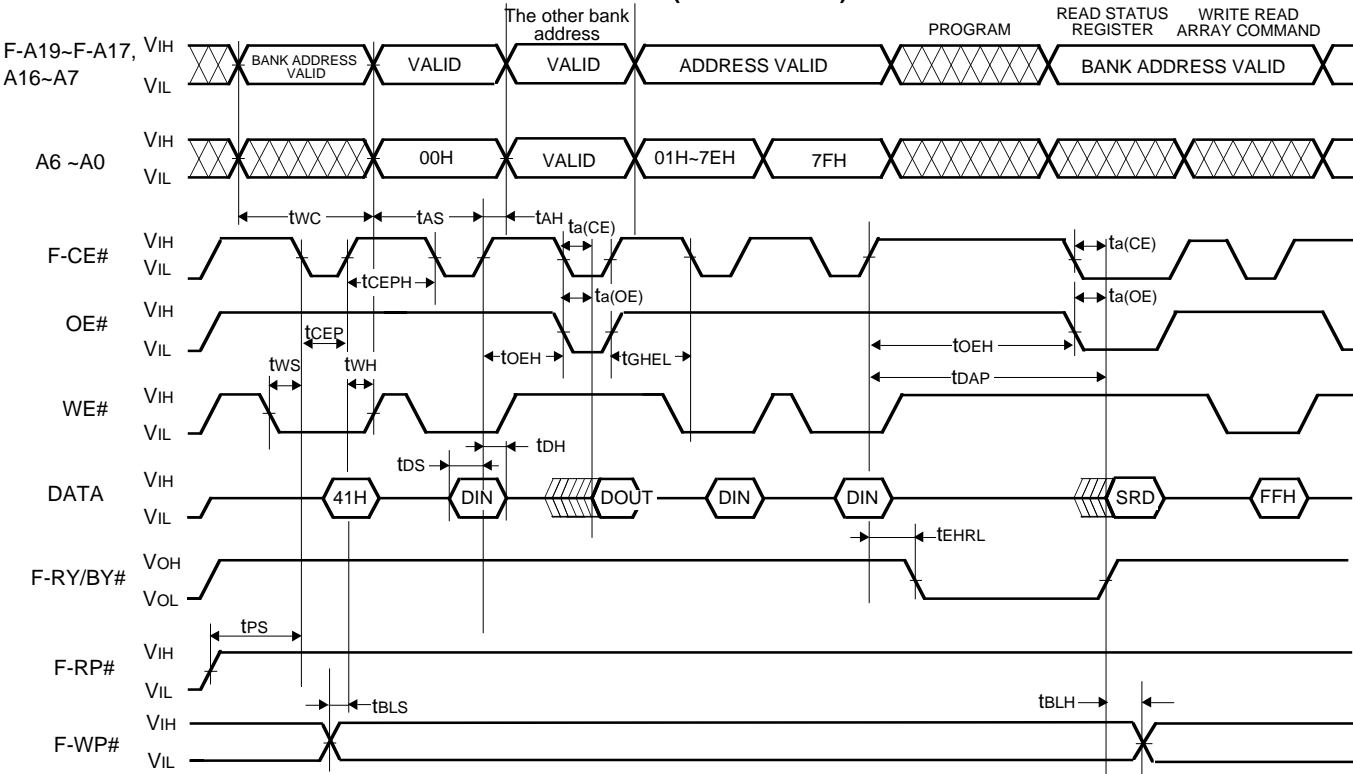 The other bank
address
PROGRAM
READ STATUS
REGISTER
WRITE READ
ARRAY COMMAND
F-A19~F-A17,
A16~A7
VIH
VIL
BANK ADDRESS
VALID
VALID
VALID
ADDRESS VALID
BANK ADDRESS VALID
A6 ~A0
VIH
VIL
00H
VALID
01H~7EH
7FH
tWC
tAS
tAH
ta(CE)
ta(CE)
F-CE#
VIH
VIL
tCEPH
ta(OE)
ta(OE)
OE#
VIH
VIL
tCEP
tOEH
tGHEL
tOEH
tWS
tWH
tDAP
WE#
VIH
VIL
tDH
tDS
DATA
VIH
VIL
41H
DIN
DOUT
DIN
DIN
SRD
FFH
tEHRL
F-RY/BY#
VOH
VOL
tPS
F-RP#
VIH
VIL
tBLS
tBLH
F-WP#
VIH
VIL